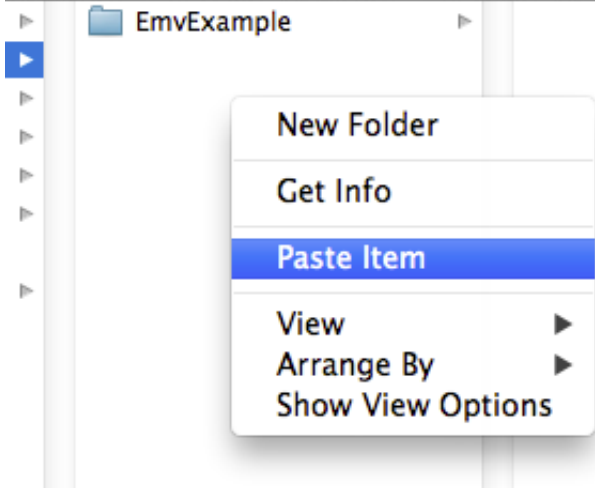 EmvExample
New Folder
Get Info
Paste Item
View
Arrange By
Show View Options